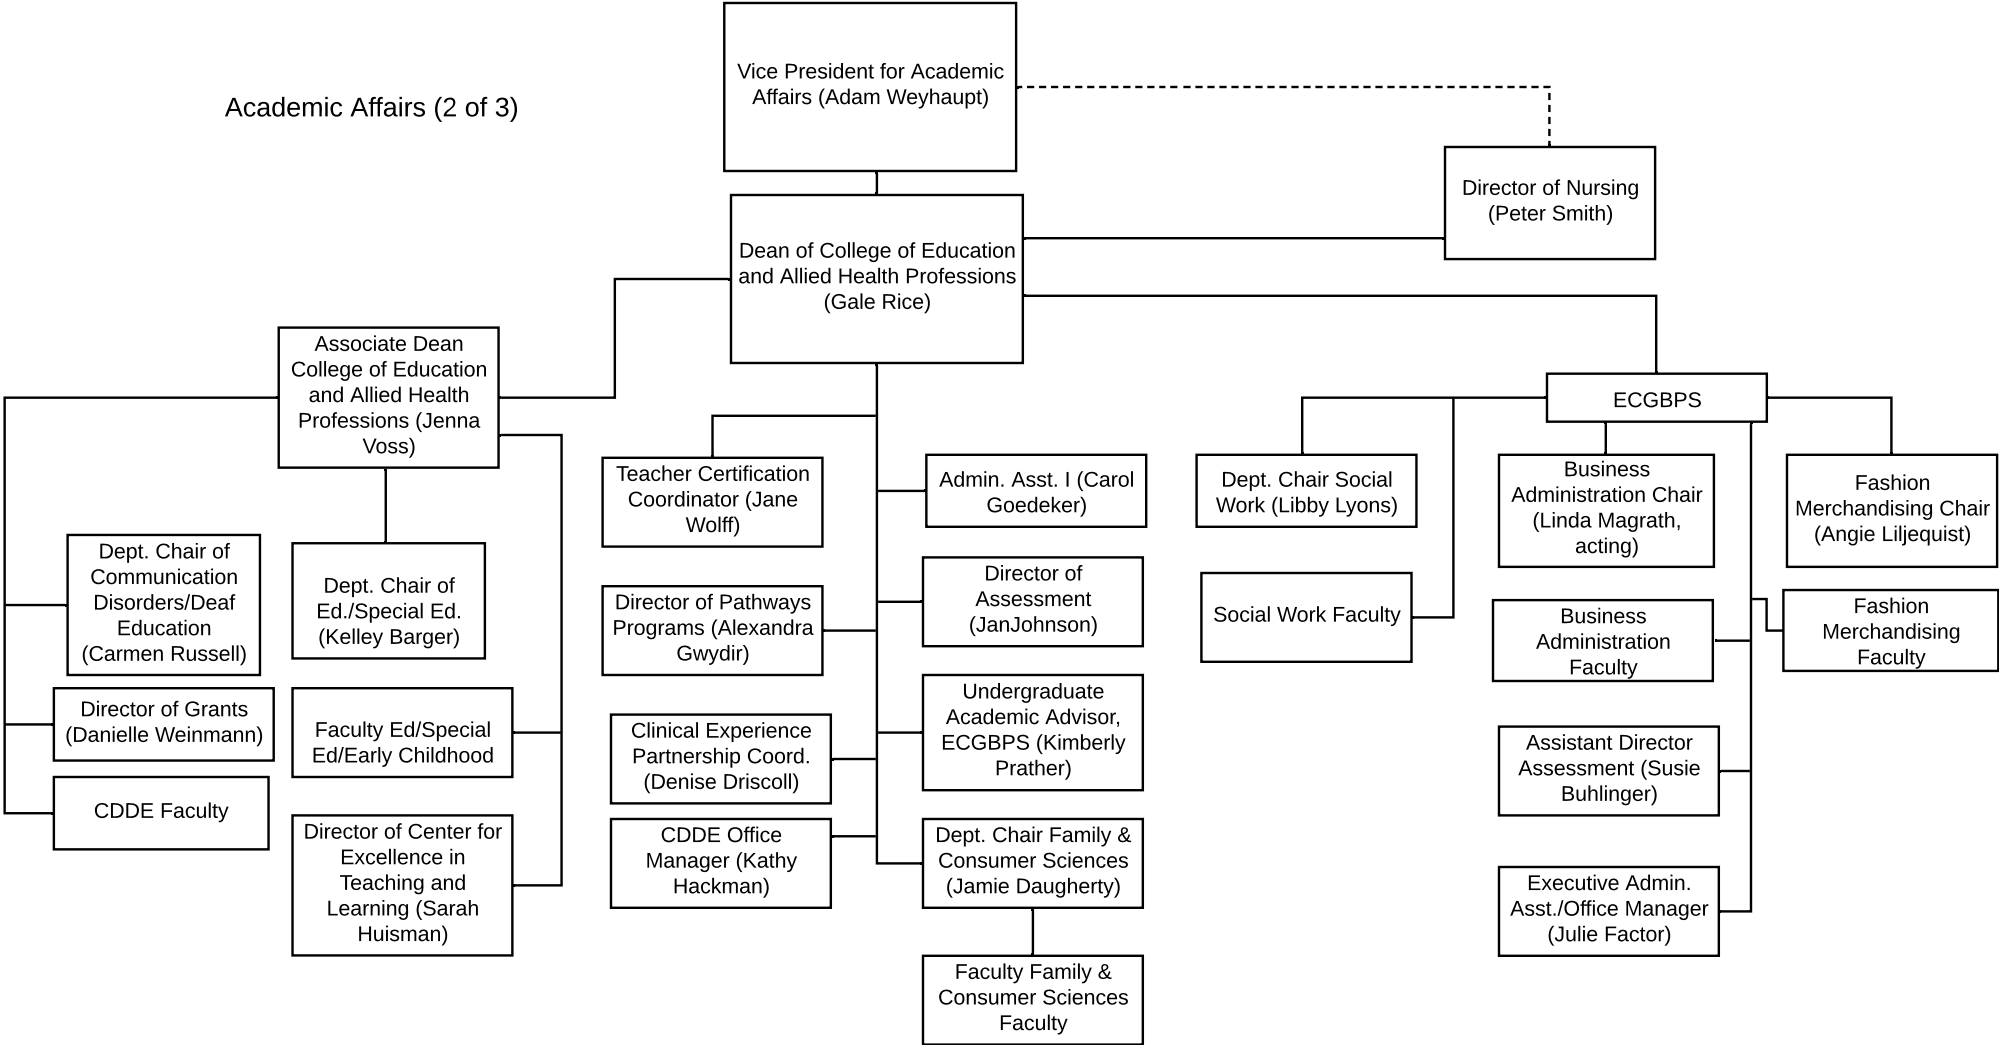 Vice President for Academic
Affairs (Adam Weyhaupt)
Academic Affairs (2 of 3)
Director of Nursing
(Peter Smith)
Dean of College of Education
and Allied Health Professions
(Gale Rice)
Associate Dean
College of Education
and Allied Health
Professions (Jenna
Voss)
ECGBPS
Teacher Certification
Coordinator (Jane
Wolff)
Admin. Asst. I (Carol
Goedeker)
Dept. Chair Social
Work (Libby Lyons)
Business
Administration Chair
(Linda Magrath,
acting)
Fashion
Merchandising Chair
(Angie Liljequist)
Dept. Chair of
Communication
Disorders/Deaf
Education
(Carmen Russell)
Dept. Chair of
Ed./Special Ed.
(Kelley Barger)
Director of Pathways
Programs (Alexandra
Gwydir)
Director of
Assessment
(JanJohnson)
Social Work Faculty
Business
Administration
Faculty
Fashion
Merchandising
Faculty
Director of Grants
(Danielle Weinmann)
Faculty Ed/Special
Ed/Early Childhood
Clinical Experience
Partnership Coord.
(Denise Driscoll)
Undergraduate
Academic Advisor,
ECGBPS (Kimberly
Prather)
Assistant Director
Assessment (Susie
Buhlinger)
CDDE Faculty
Director of Center for
Excellence in
Teaching and
Learning (Sarah
Huisman)
CDDE Office
Manager (Kathy
Hackman)
Dept. Chair Family &
Consumer Sciences
(Jamie Daugherty)
Executive Admin.
Asst./Office Manager
(Julie Factor)
Faculty Family &
Consumer Sciences
Faculty